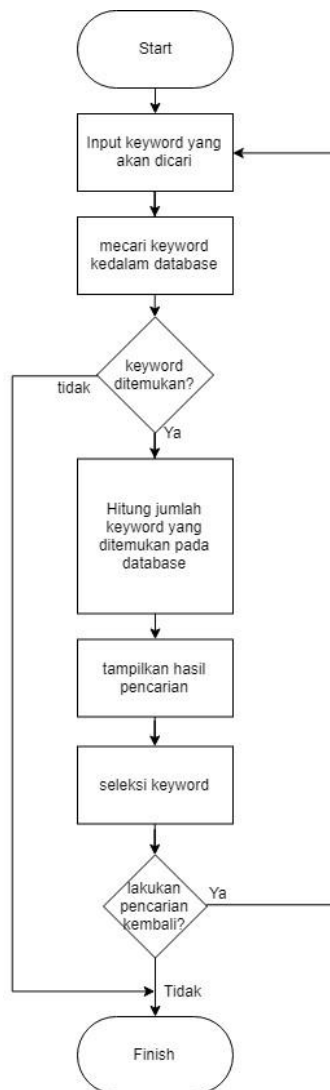 Start
Input keyword yang
akan dicari
mecari keyword
kedalam database
keyword
ditemukan?
tidak
Ya
Hitung jumlah
keyword yang
ditemukan pada
database
tampilkan hasil
pencarian
seleksi keyword
lakukan
pencarian
kembali?
Ya
Tidak
Finish